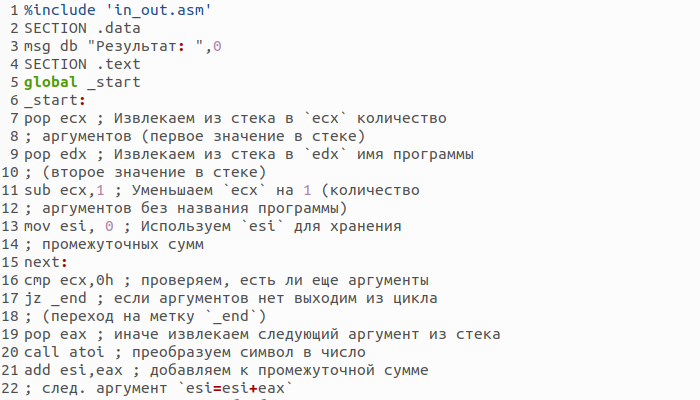 1 %include 'in_out.asm'
2 SECTION .data
3 msg db "Результат: ",0
4 SECTION .text
5 global _start
6 _start:
7 pop ecx ; Извлекаем из стека в `ecx` количество
8 ; аргументов (первое значение в стеке)
9 pop edx ; Извлекаем из стека в `edx` имя программы
10 ; (второе значение в стеке)
11 sub ecx,1 ; Уменьшаем `ecx` на 1 (количество
12 ; аргументов без названия программы)
13 mov esi, 0 ; Используем `esi` для хранения
14 ; промежуточных сумм
15 next:
16 cmp ecx,0h ; проверяем, есть ли еще аргументы
17 jz _end ; если аргументов нет выходим из цикла
18 ; (переход на метку `_end`)
19 pop eax ; иначе извлекаем следующий аргумент из стека
20 call atoi ; преобразуем символ в число
21 add esi,eax ; добавляем к промежуточной сумме
22 ; след. аргумент `esi=esi+eax`